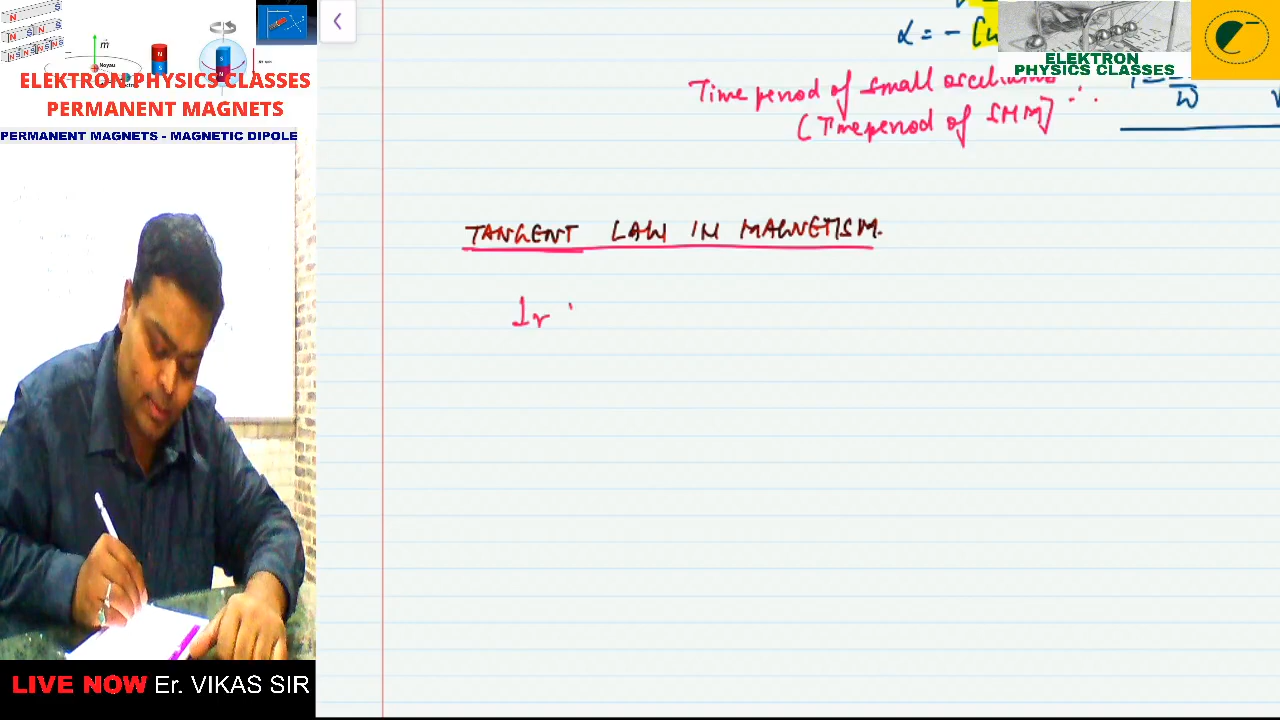 ELEKTRON PHYSICS CLASSES
PERMANENT MAGNETS
PERMANENT MAGNETS - MAGNETIC DIPOLE
α = - [
ELEKTRON
PHYSICS CLASSES
Time period of small
(Time period of SHM)
∴
TANGENT LAW IN MAGNETISM.
LIVE NOW Er. VIKAS SIR